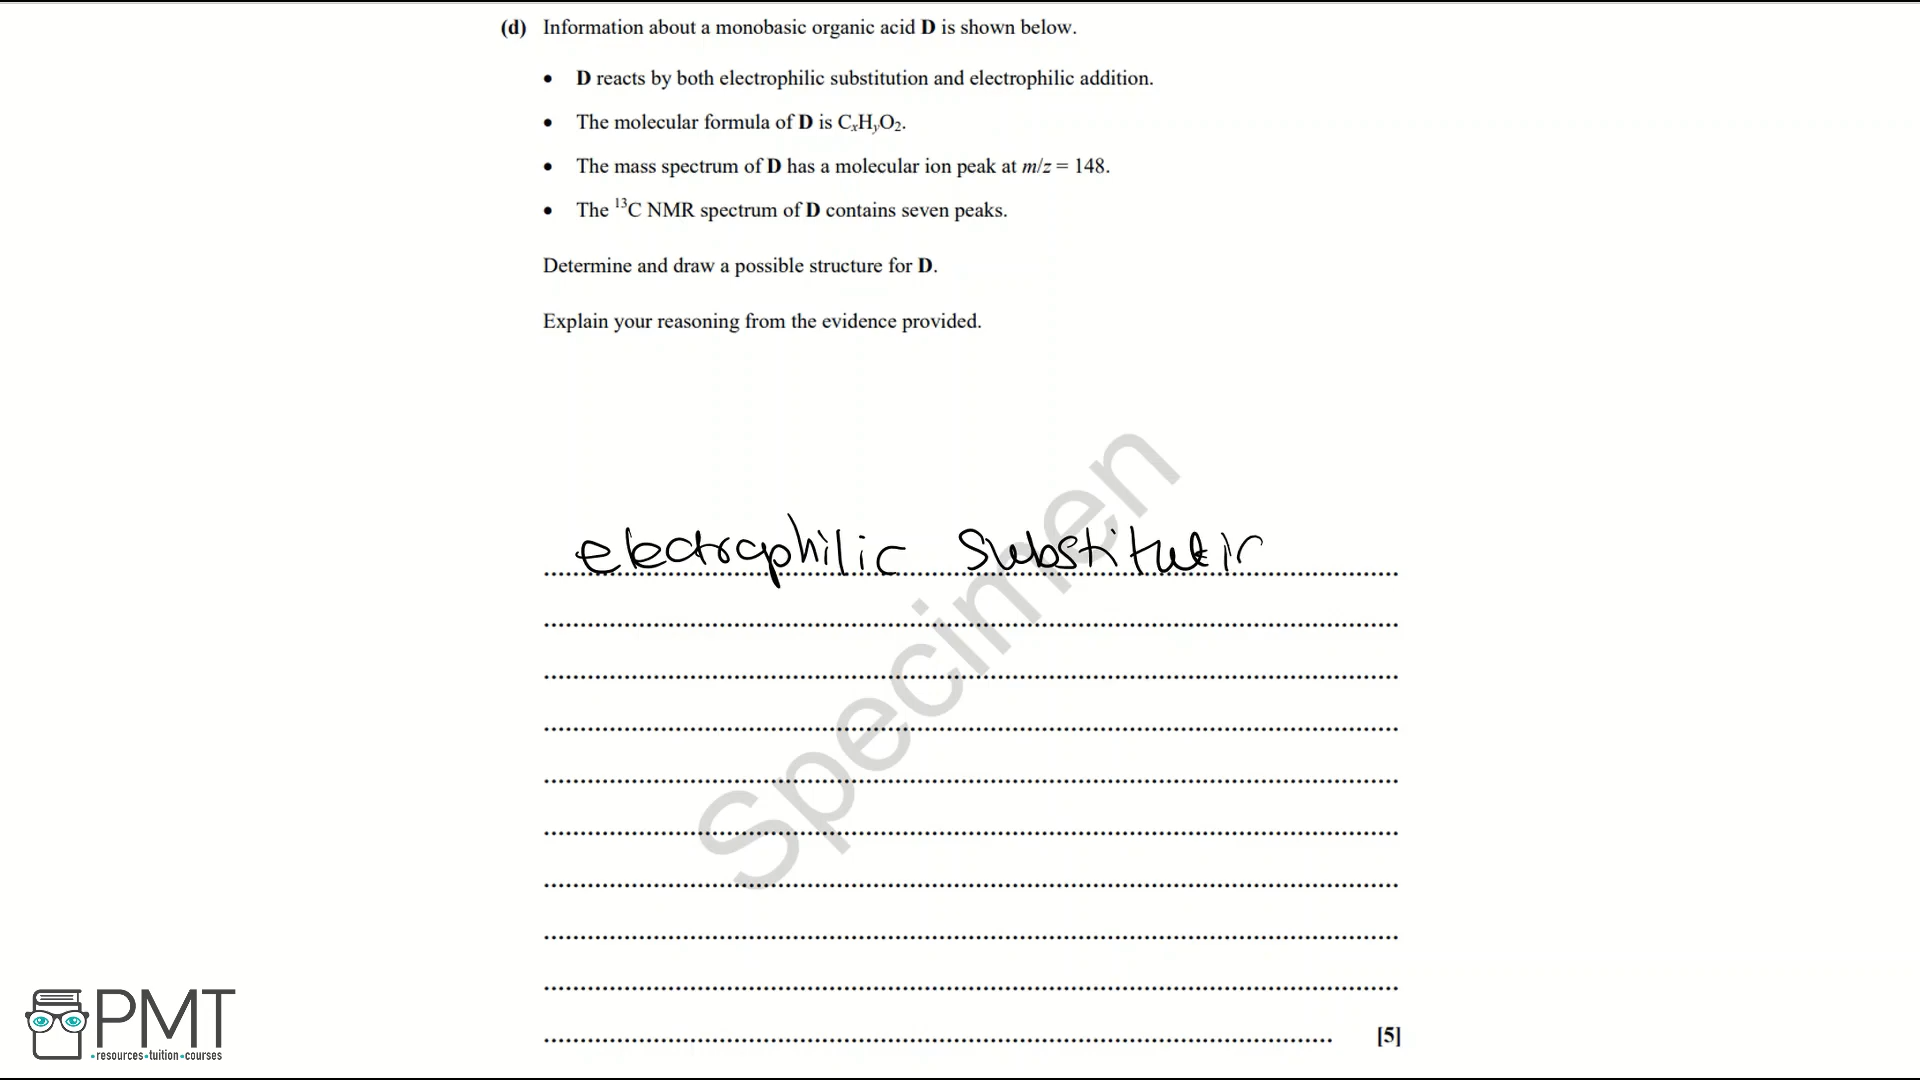 (d) Information about a monobasic organic acid D is shown below.
• D reacts by both electrophilic substitution and electrophilic addition.
• The molecular formula of D is CₓHᵧO₂.
• The mass spectrum of D has a molecular ion peak at m/z = 148.
• The ¹³C NMR spectrum of D contains seven peaks.
Determine and draw a possible structure for D.
Explain your reasoning from the evidence provided.
electrophilic substitutio
Specimen
[5]
PMT
•resources•tuition•courses